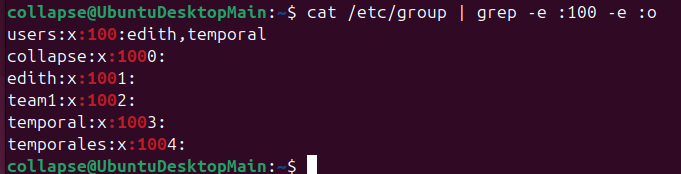 collapse@UbuntuDesktopMain:~$ cat /etc/group | grep -e :100 -e :o
users:x:100:edith,temporal
collapse:x:1000:
edith:x:1001:
team1:x:1002:
temporal:x:1003:
temporales:x:1004:
collapse@UbuntuDesktopMain:~$